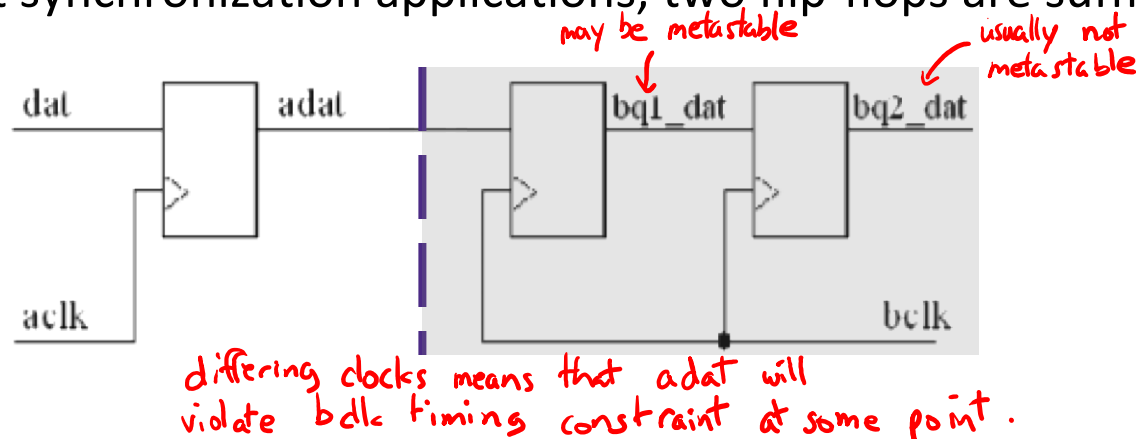 synchronization applications, two flip-flops are
may be metastable
usually not
metastable
dat
adat
bq1_dat
bq2_dat
aclk
bclk
differing clocks means that adat will
violate bclk timing constraint at some point.